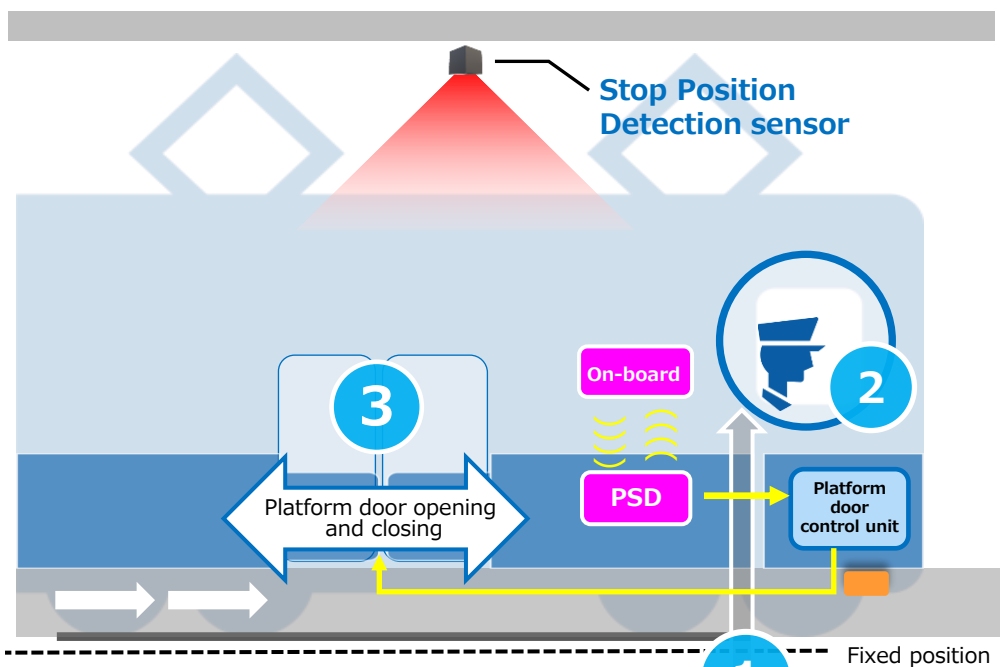 Stop Position
Detection sensor
2
On-board
3
PSD
Platform
door
control unit
Platform door opening
and closing
Fixed position